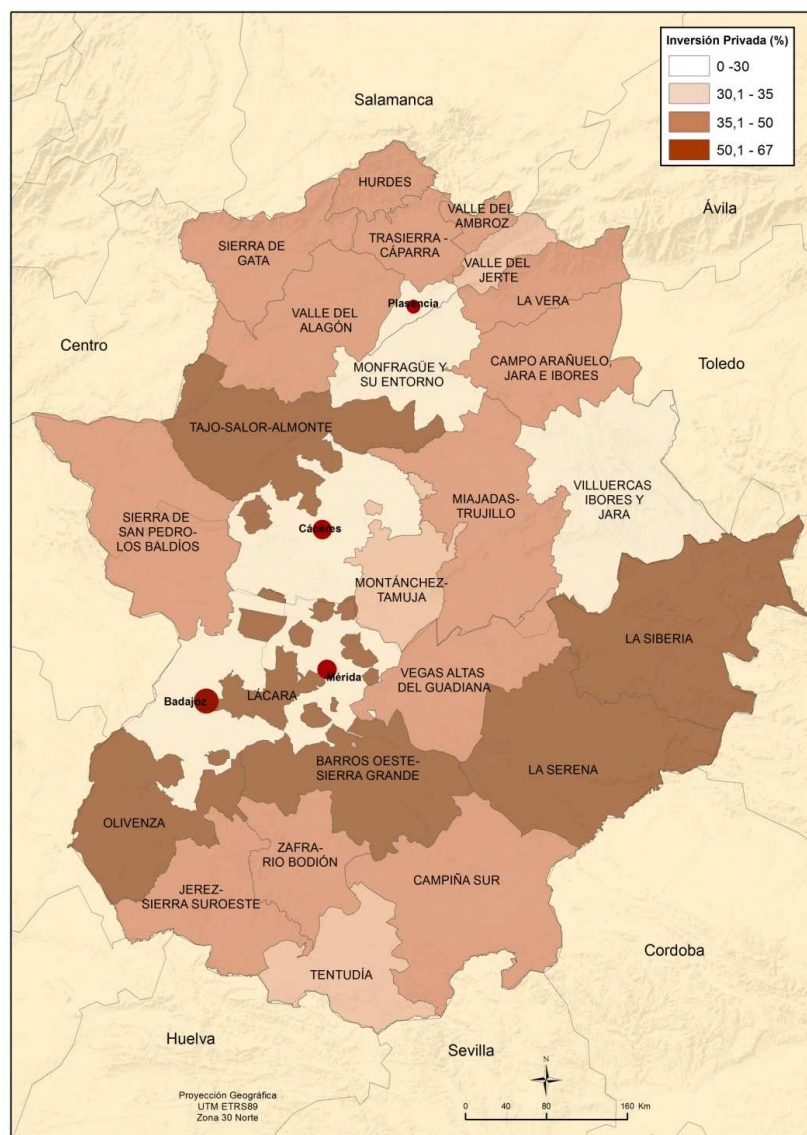 Inversión Privada (%)
0 -30
30,1 - 35
35,1 - 50
50,1 - 67
Salamanca
Ávila
HURDES
VALLE DEL
AMBROZ
SIERRA DE
GATA
TRASIERRA -
CÁPARRA
VALLE DEL
JERTE
LA VERA
Plasencia
VALLE DEL
ALAGÓN
Centro
MONFRAGÜE Y
SU ENTORNO
CAMPO ARAÑUELO,
JARA E IBORES
Toledo
TAJO-SALOR-ALMONTE
SIERRA DE
SAN PEDRO-
LOS BALDÍOS
Cáceres
MIAJADAS-
TRUJILLO
VILLUERCAS
IBORES Y
JARA
MONTÁNCHEZ-
TAMUJA
LA SIBERIA
Mérida
VEGAS ALTAS
DEL GUADIANA
Badajoz
LÁCARA
BARROS OESTE-
SIERRA GRANDE
LA SERENA
OLIVENZA
ZAFRA-
RIO BODIÓN
JEREZ-
SIERRA SUROESTE
CAMPIÑA SUR
TENTUDÍA
Cordoba
Huelva
Sevilla
Proyección Geográfica
UTM ETRS89
Zona 30 Norte
N
0 40 80 160 Km